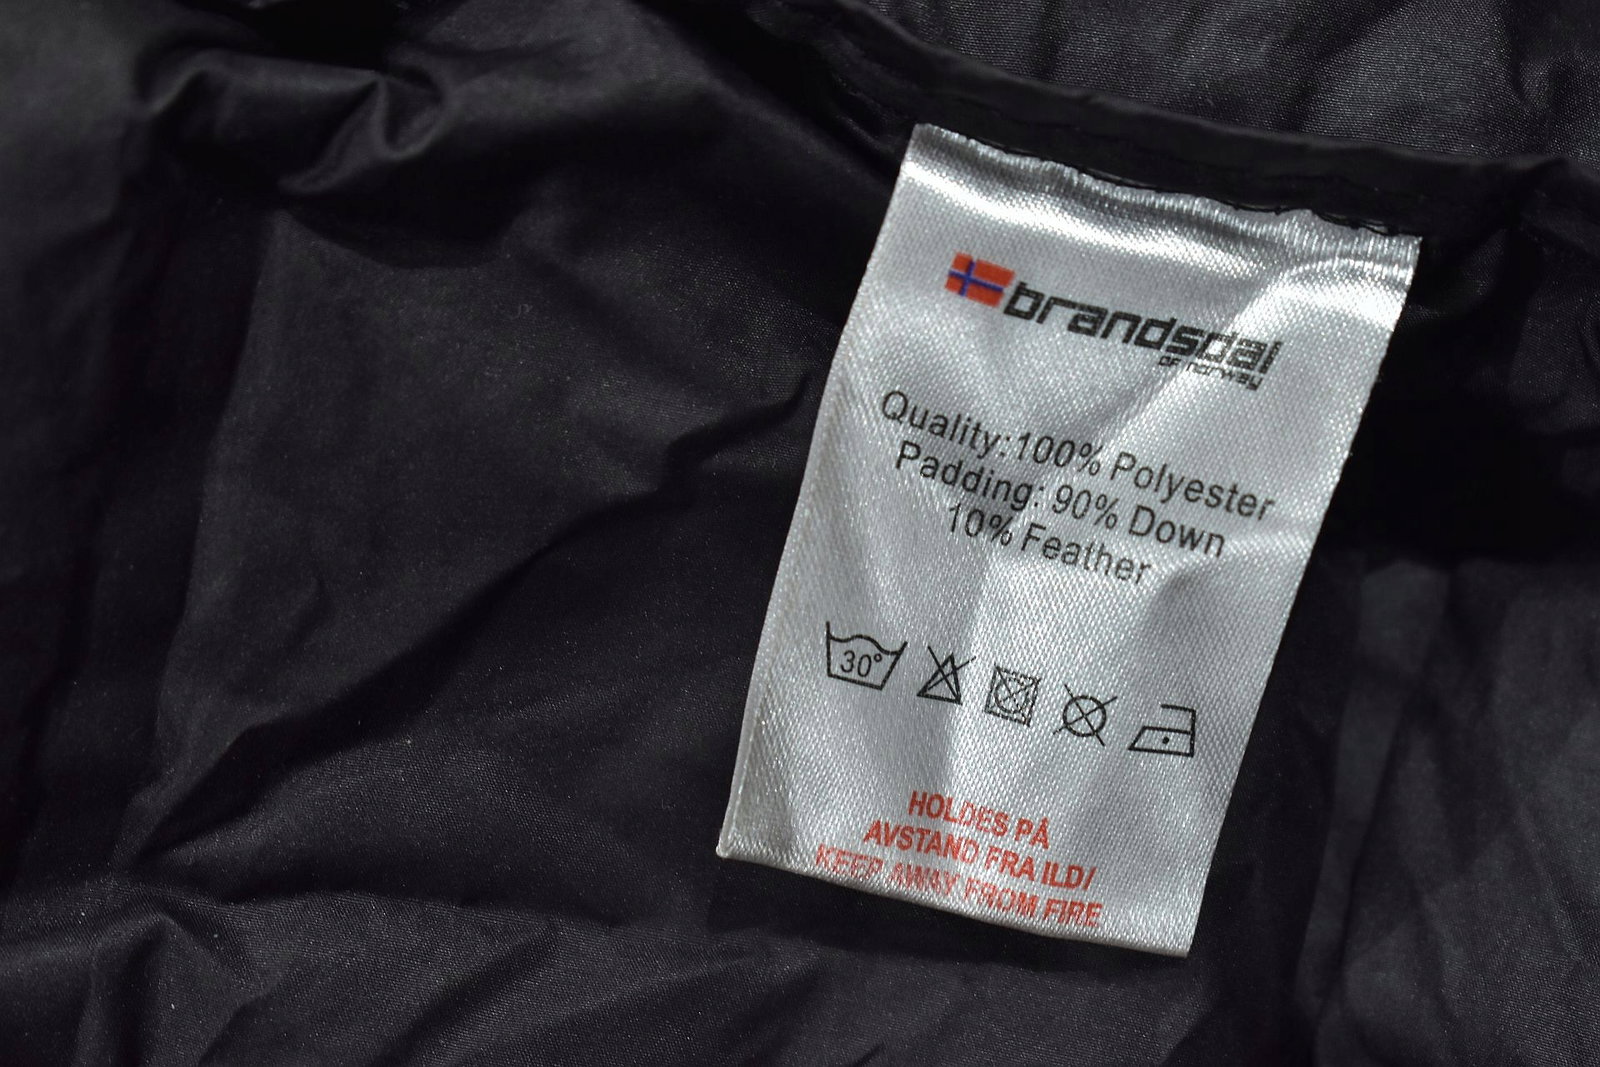 brandsdal
of norway
Quality:100% Polyester
Padding: 90% Down
10% Feather
30°
HOLDES PÅ
AVSTAND FRA ILD/
KEEP AWAY FROM FIRE